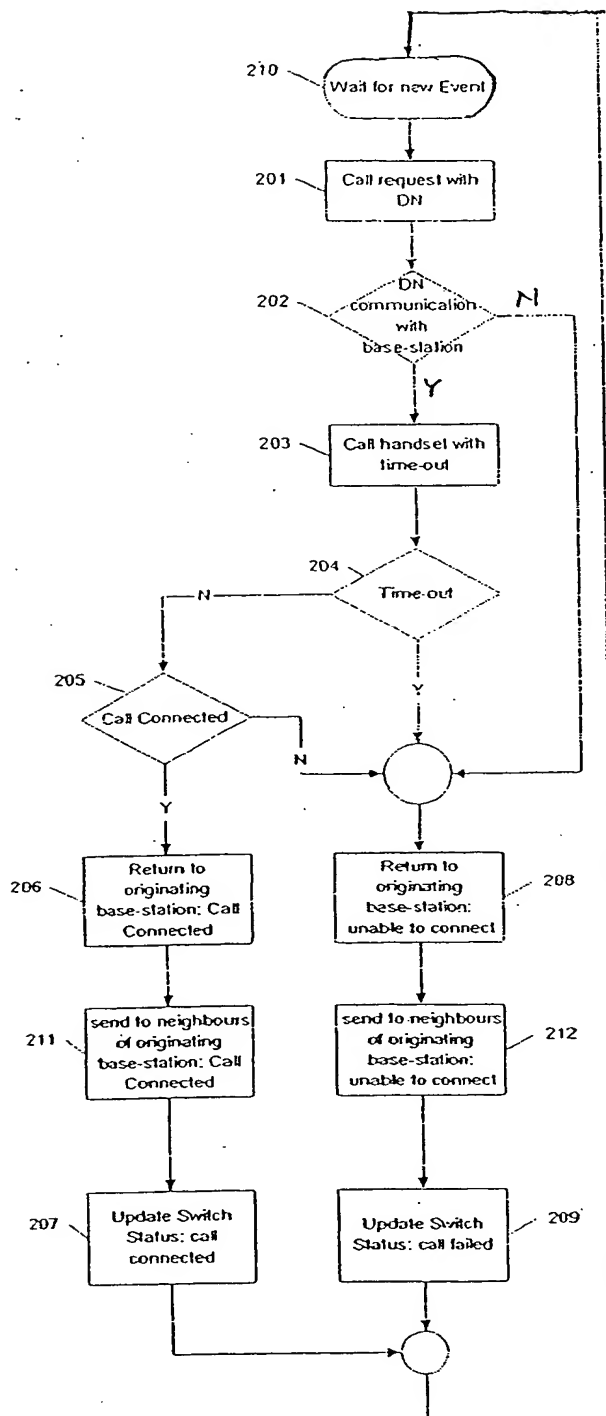 210
Wait for new Event
201
Call request with
DN
202
DN
communication
with
base-station
N
Y
203
Call handset with
time-out
204
Time-out
N
Y
205
Call Connected
N
Y
206
Return to
originating
base-station: Call
Connected
Return to
originating
base-station:
unable to connect
208
211
send to neighbours
of originating
base-station: Call
Connected
send to neighbours
of originating
base-station:
unable to connect
212
207
Update Switch
Status: call
connected
Update Switch
Status: call failed
209